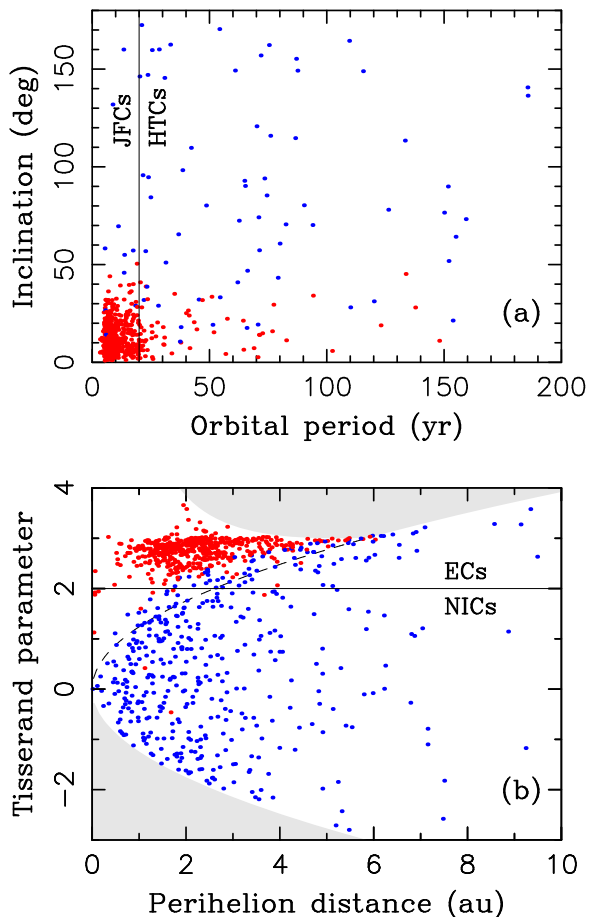 150
100
50
0
Inclination (deg)
JFCs
HTCs
(a)
0 50 100 150 200
Orbital period (yr)
4
2
0
−2
Tisserand parameter
ECs
NICs
(b)
0 2 4 6 8 10
Perihelion distance (au)